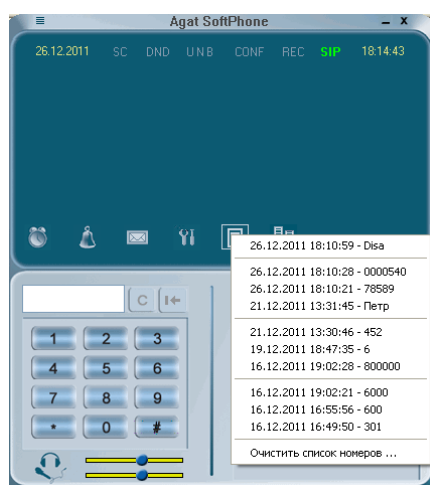 Agat SoftPhone
26.12.2011 SC DND UNB CONF REC SIP 18:14:43
26.12.2011 18:10:59 - Disa
26.12.2011 18:10:28 - 0000540
26.12.2011 18:10:21 - 78589
21.12.2011 13:31:45 - Петр
21.12.2011 13:30:46 - 452
19.12.2011 18:47:35 - 6
16.12.2011 19:02:28 - 800000
16.12.2011 19:02:21 - 6000
16.12.2011 16:55:56 - 600
16.12.2011 16:49:50 - 301
Очистить список номеров ...
C
1 2 3
4 5 6
7 8 9
* 0 #